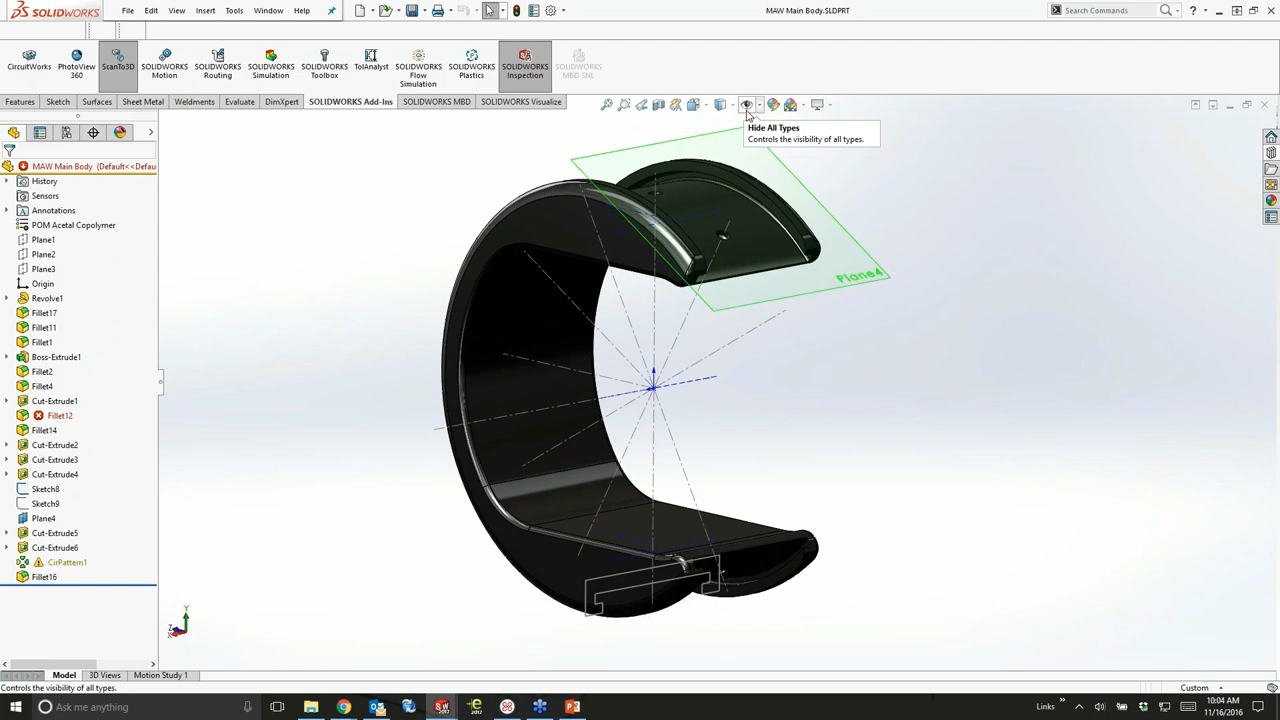 SOLIDWORKS File Edit View Insert Tools Window Help MAW Main Body.SLDPRT Search Commands
CircuitWorks PhotoView 360 ScanTo3D SOLIDWORKS Motion SOLIDWORKS Routing SOLIDWORKS Simulation SOLIDWORKS Toolbox TolAnalyst SOLIDWORKS Flow Simulation SOLIDWORKS Plastics SOLIDWORKS Inspection SOLIDWORKS MBD SNL
Features Sketch Surfaces Sheet Metal Weldments Evaluate DimXpert SOLIDWORKS Add-Ins SOLIDWORKS MBD SOLIDWORKS Visualize
Hide All Types
Controls the visibility of all types.
MAW Main Body (Default<<Defau
History
Sensors
Annotations
POM Acetal Copolymer
Plane1
Plane2
Plane3
Origin
Revolve1
Fillet17
Fillet11
Fillet1
Boss-Extrude1
Fillet2
Fillet4
Cut-Extrude1
Fillet12
Fillet14
Cut-Extrude2
Cut-Extrude3
Cut-Extrude4
Sketch8
Sketch9
Plane4
Cut-Extrude5
Cut-Extrude6
CirPattern1
Fillet16
Plane4
Y
Z
X
Model 3D Views Motion Study 1
Controls the visibility of all types. Custom
Ask me anything Links 10:04 AM
11/16/2016